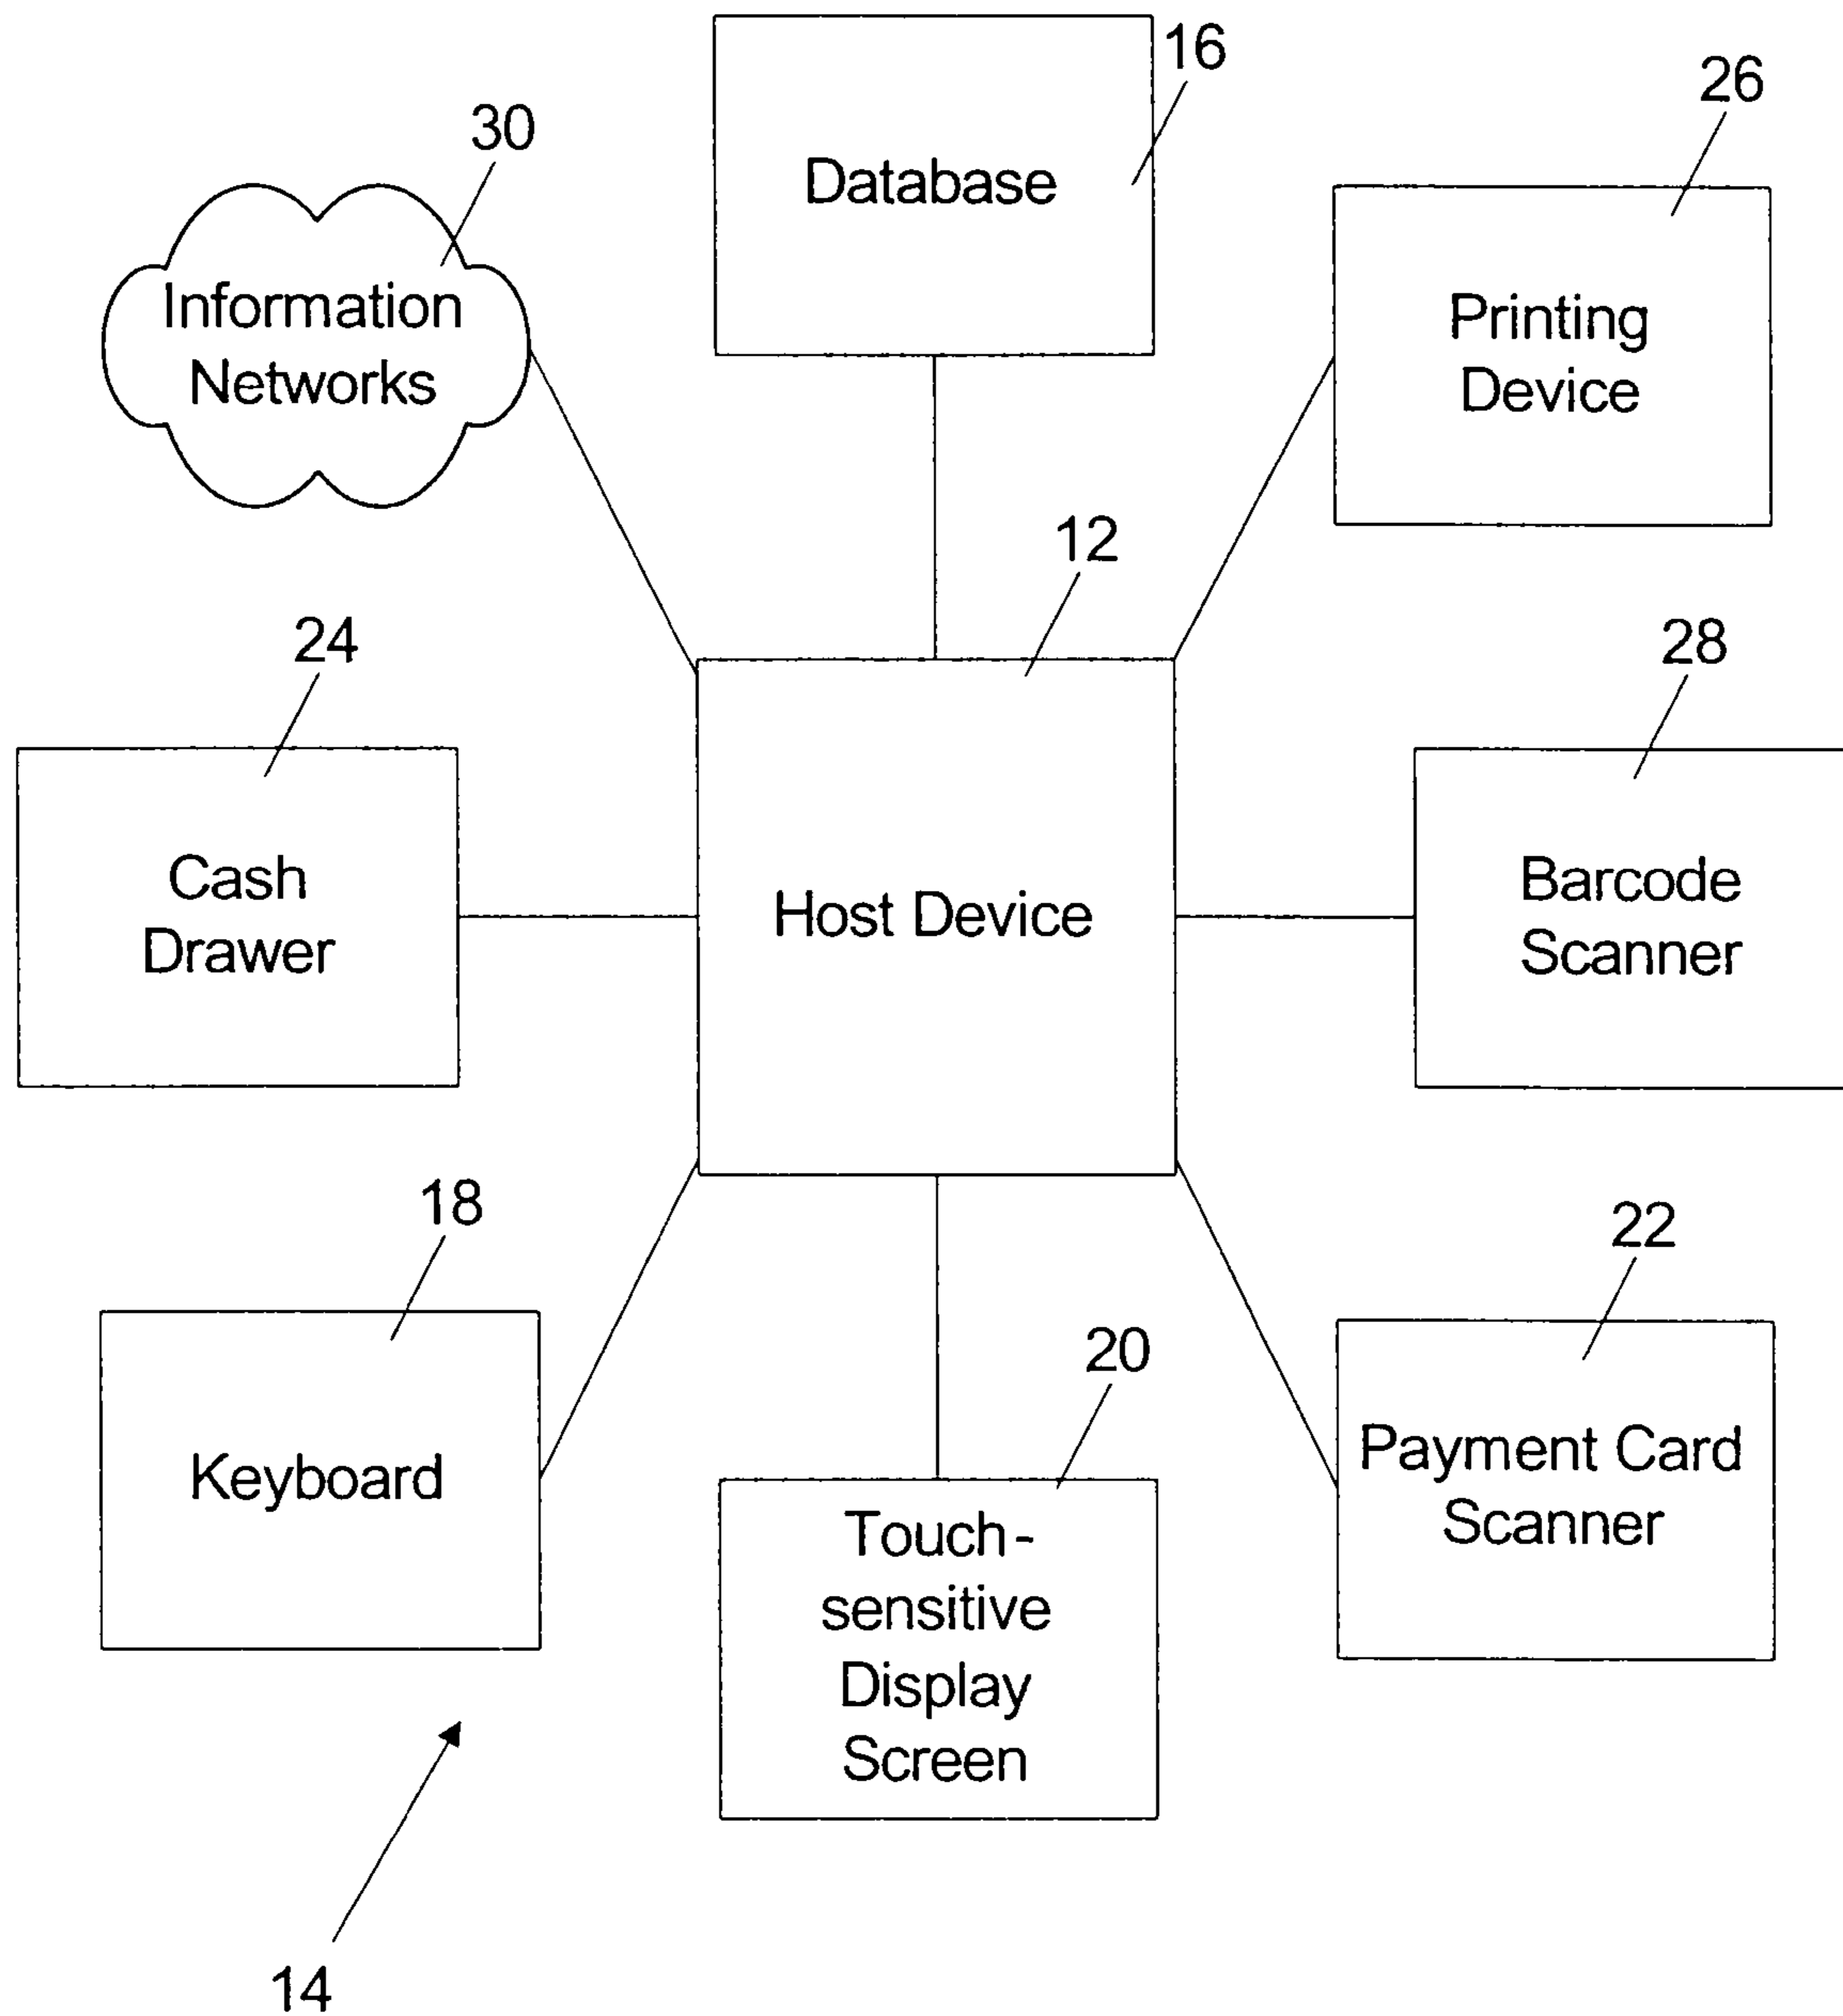 16
26
30
Database
Information
Networks
Printing
Device
12
24
28
Cash
Drawer
Host Device
Barcode
Scanner
18
22
20
Keyboard
Payment Card
Scanner
Touch-
sensitive
Display
Screen
14